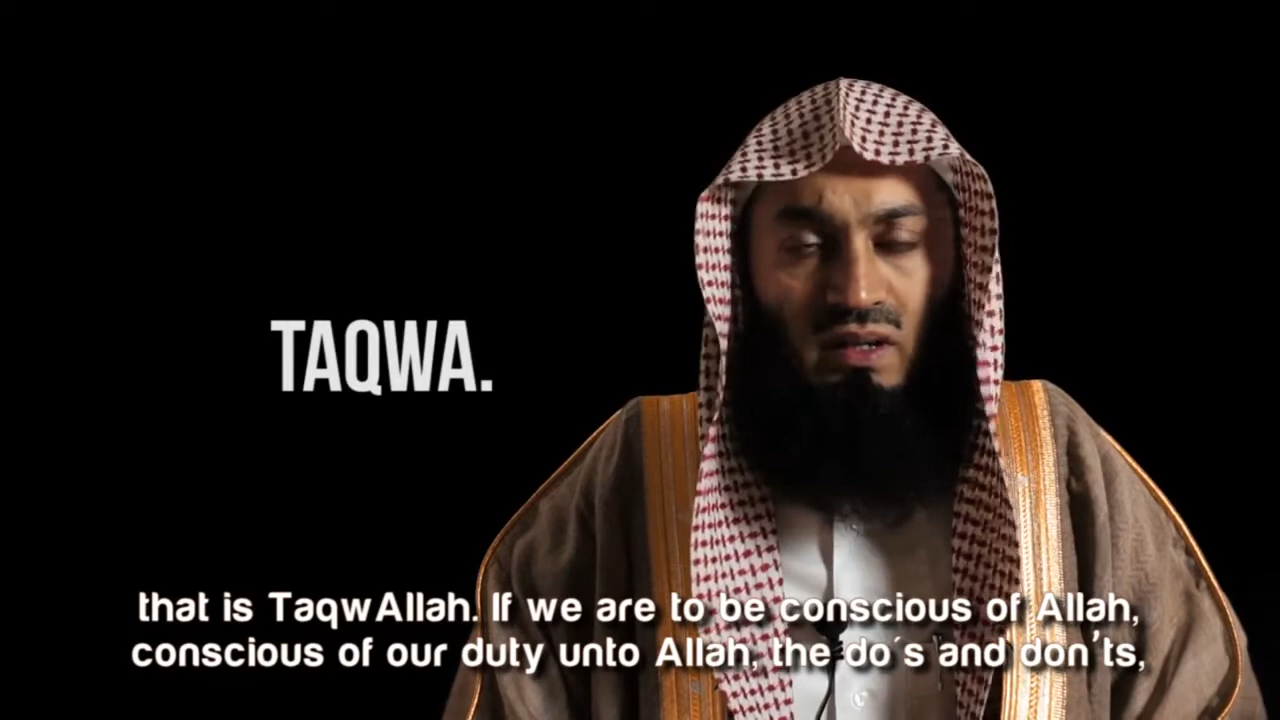 TAQWA.
that is TaqwAllah. If we are to be conscious of Allah,
conscious of our duty unto Allah, the do´s and don'ts,